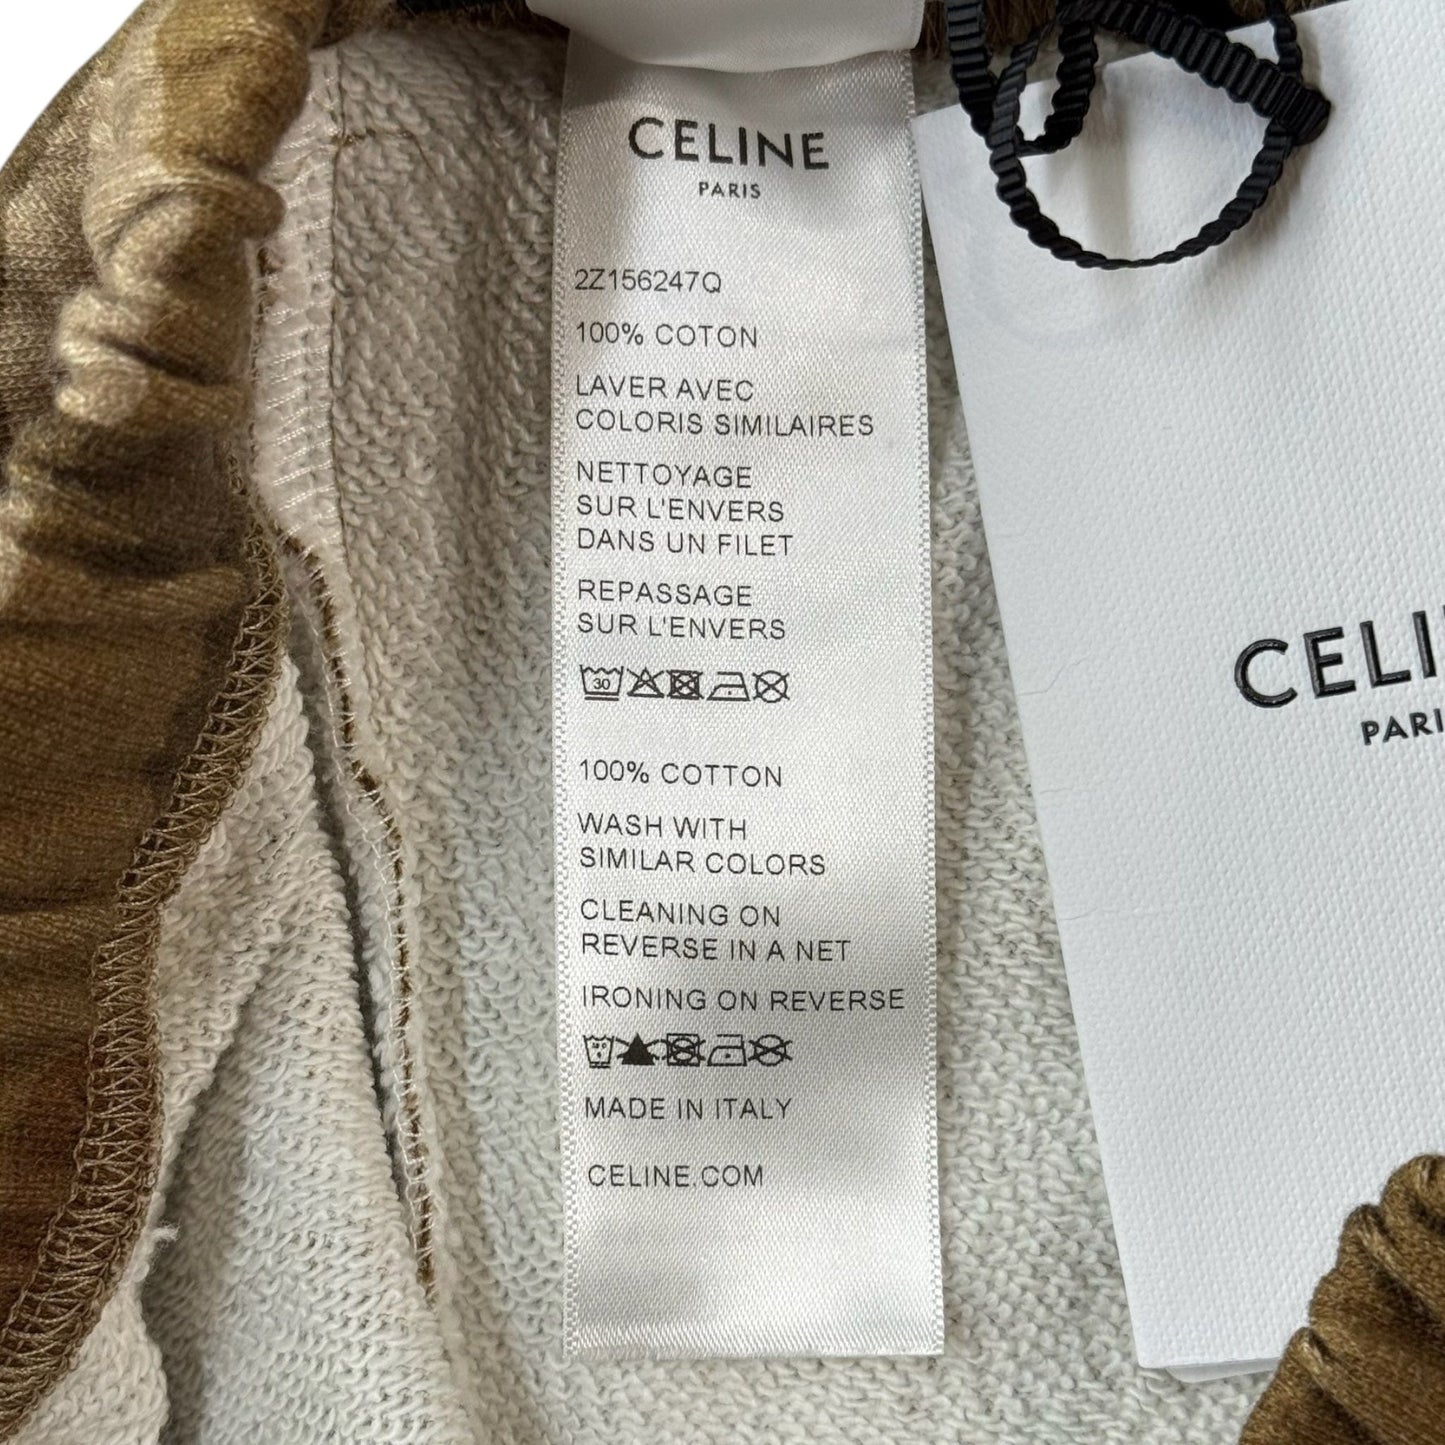 CELINE
PARIS
2Z156247Q
100% COTON
LAVER AVEC
COLORIS SIMILAIRES
NETTOYAGE
SUR L'ENVERS
DANS UN FILET
REPASSAGE
SUR L'ENVERS
30
100% COTTON
WASH WITH
SIMILAR COLORS
CLEANING ON
REVERSE IN A NET
IRONING ON REVERSE
MADE IN ITALY
CELINE.COM
CELI
PARI